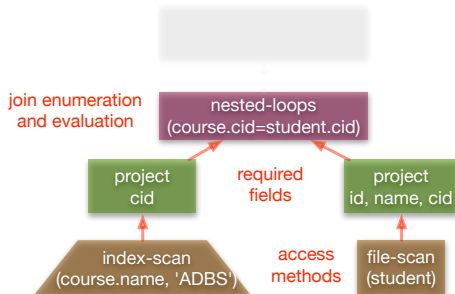 join enumeration
and evaluation
nested-loops
(course.cid=student.cid)
project
cid
required
fields
project
id, name, cid
index-scan
(course.name, 'ADBS')
access
methods
file-scan
(student)